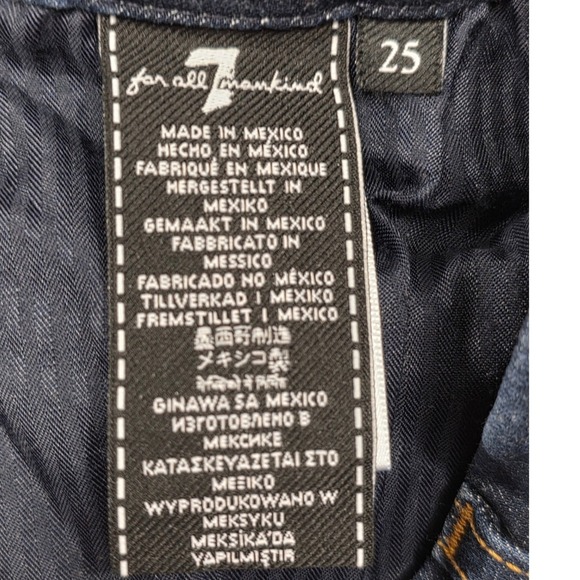 7
for all mankind
25
MADE IN MEXICO
HECHO EN MÉXICO
FABRIQUÉ EN MEXIQUE
HERGESTELLT IN
MEXIKO
GEMAAKT IN MEXICO
FABBRICATO IN
MESSICO
FABRICADO NO MÉXICO
TILLVERKAD I MEXIKO
FREMSTILLET I MEXICO
墨西哥制造
メキシコ製
GINAWA SA MEXICO
ИЗГОТОВЛЕНО В
МЕКСИКЕ
ΚΑΤΑΣΚΕΥΑΖΕΤΑΙ ΣΤΟ
ΜΕΞΙΚΟ
WYPRODUKOWANO W
MEKSYKU
MEKSİKA'DA
YAPILMIŞTIR